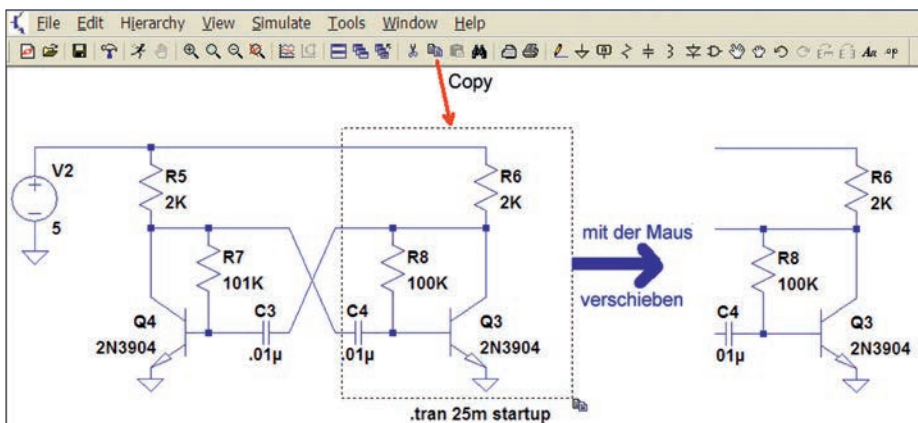 File Edit Hierarchy View Simulate Tools Window Help
Aa .op
Copy
V2
5
R5
2K
R6
2K
R7
101K
R8
100K
C3
.01µ
C4
.01µ
Q4
2N3904
Q3
2N3904
.tran 25m startup
mit der Maus
verschieben
R6
2K
R8
100K
C4
01µ
Q3
2N3904